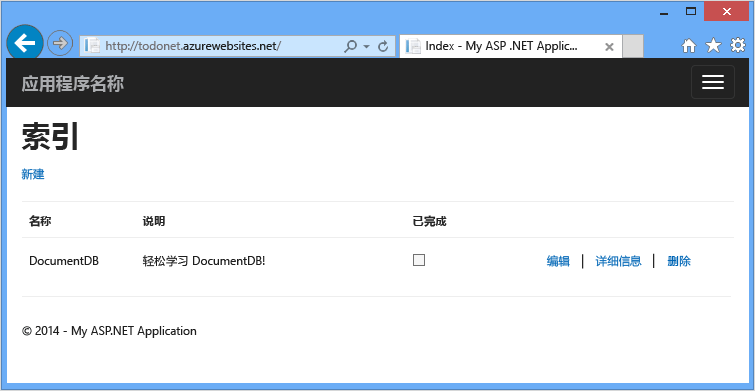 http://todonet.azurewebsites.net/
Index - My ASP .NET Applic...
应用程序名称
索引
新建
名称 说明 已完成
DocumentDB 轻松学习 DocumentDB! 编辑 | 详细信息 | 删除
© 2014 - My ASP.NET Application